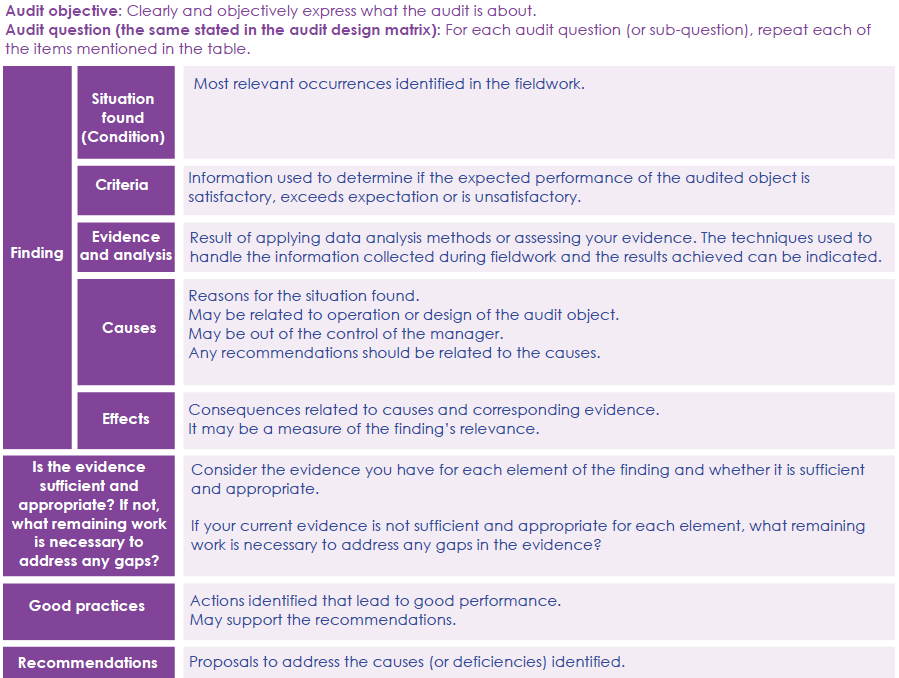 Audit objective: Clearly and objectively express what the audit is about.
Audit question (the same stated in the audit design matrix): For each audit question (or sub-question), repeat each of
the items mentioned in the table.
Finding
Situation
found
(Condition)
Most relevant occurrences identified in the fieldwork.
Criteria
Information used to determine if the expected performance of the audited object is
satisfactory, exceeds expectation or is unsatisfactory.
Evidence
and analysis
Result of applying data analysis methods or assessing your evidence. The techniques used to
handle the information collected during fieldwork and the results achieved can be indicated.
Causes
Reasons for the situation found.
May be related to operation or design of the audit object.
May be out of the control of the manager.
Any recommendations should be related to the causes.
Effects
Consequences related to causes and corresponding evidence.
It may be a measure of the finding's relevance.
Is the evidence
sufficient and
appropriate? If not,
what remaining work
is necessary to
address any gaps?
Consider the evidence you have for each element of the finding and whether it is sufficient
and appropriate.
If your current evidence is not sufficient and appropriate for each element, what remaining
work is necessary to address any gaps in the evidence?
Good practices
Actions identified that lead to good performance.
May support the recommendations.
Recommendations
Proposals to address the causes (or deficiencies) identified.